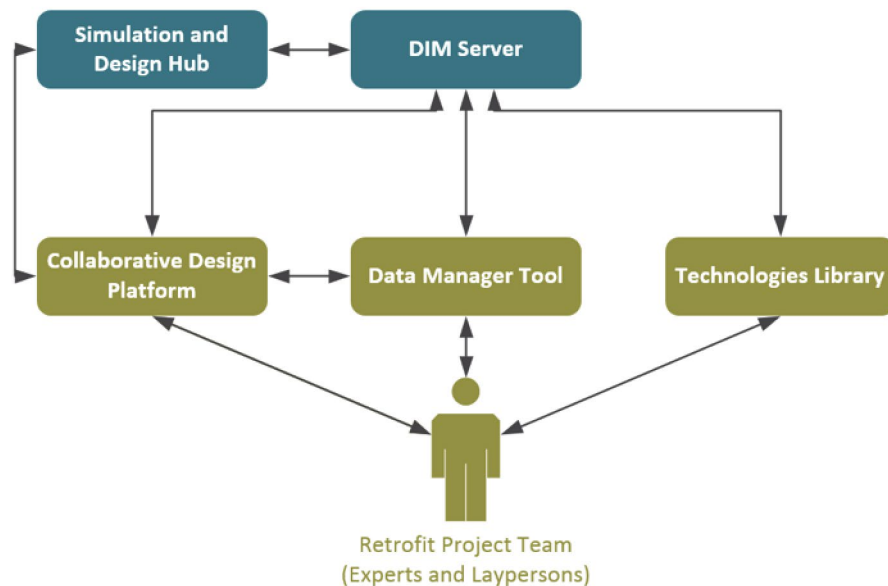 Simulation and
Design Hub
DIM Server
Collaborative Design
Platform
Data Manager Tool
Technologies Library
Retrofit Project Team
(Experts and Laypersons)